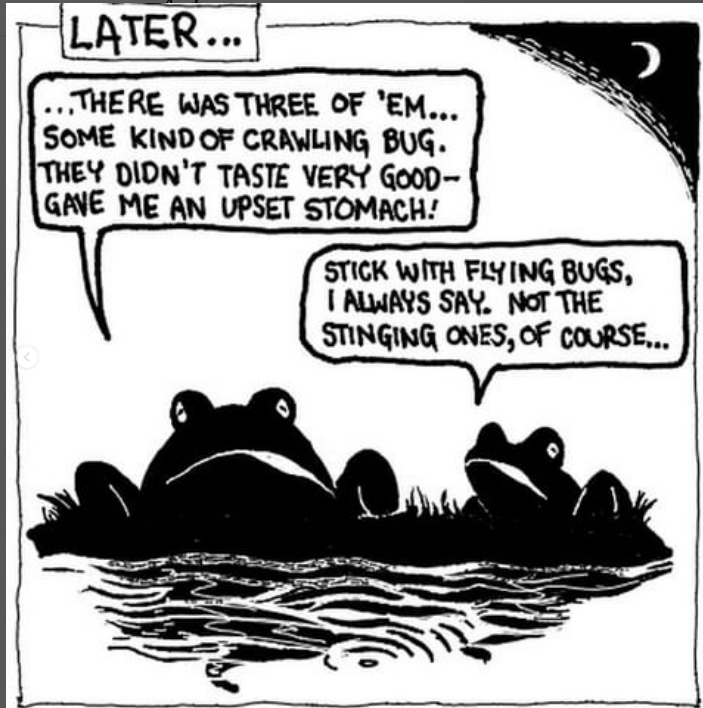 LATER...
...THERE WAS THREE OF 'EM...
SOME KIND OF CRAWLING BUG.
THEY DIDN'T TASTE VERY GOOD-
GAVE ME AN UPSET STOMACH!
STICK WITH FLYING BUGS,
I ALWAYS SAY. NOT THE
STINGING ONES, OF COURSE...